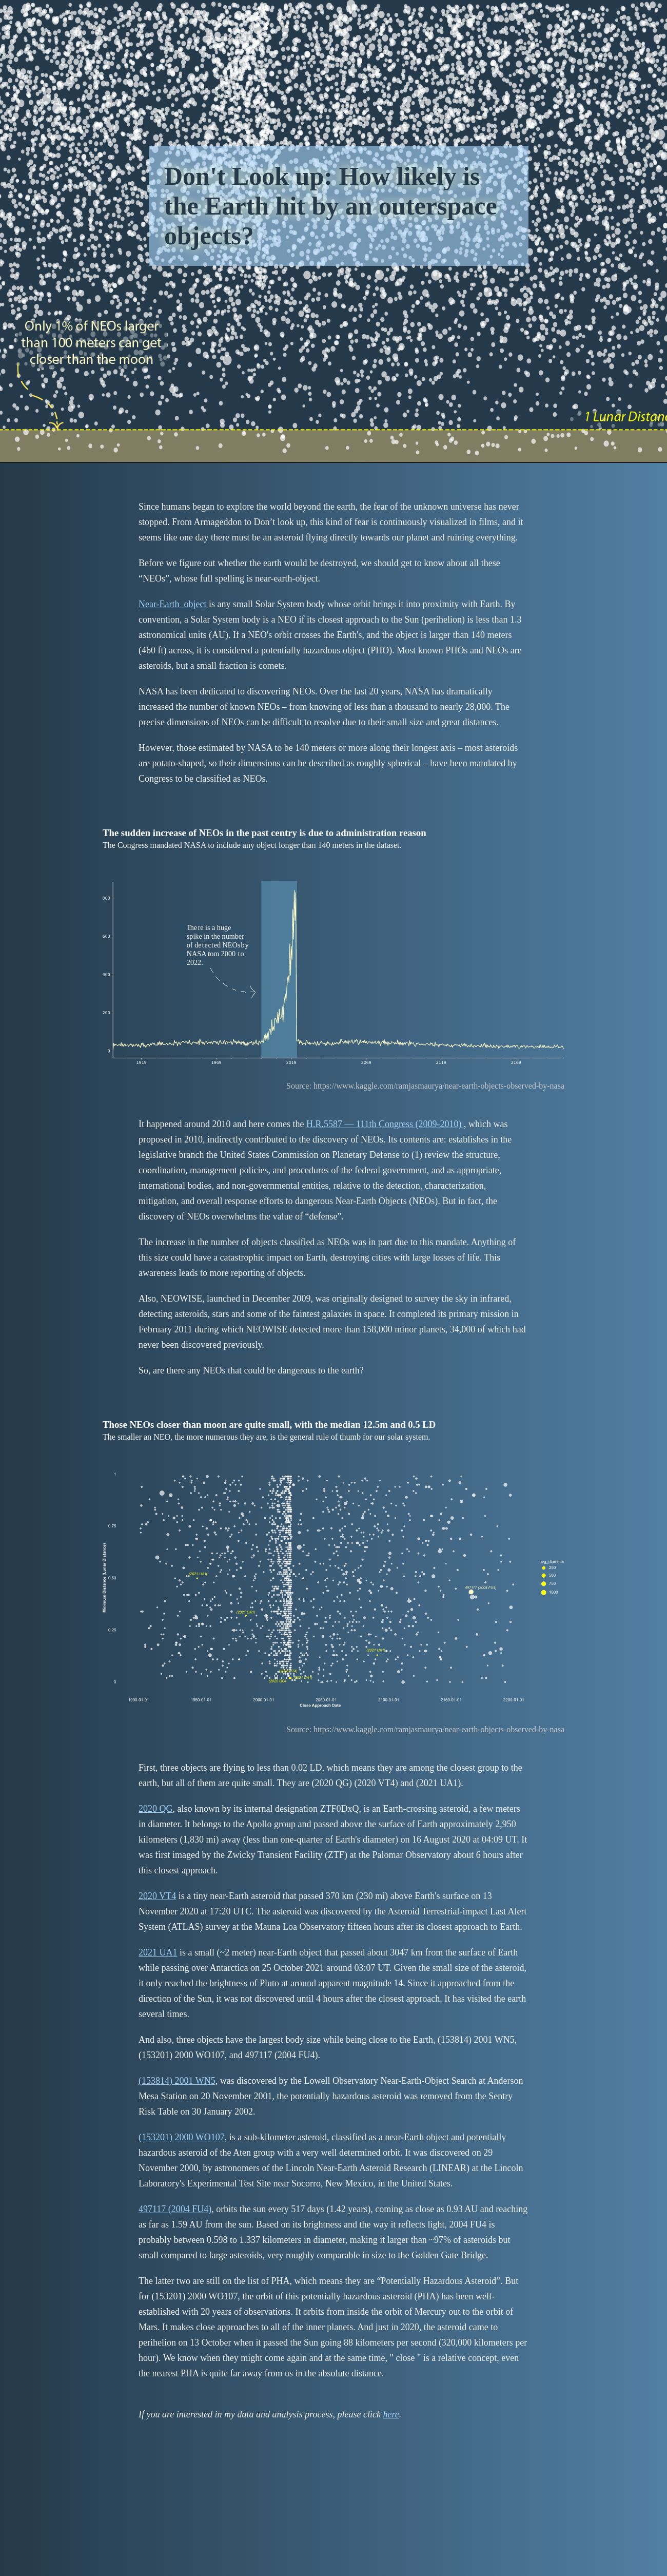 Don't Look up: How likely is
the Earth hit by an outerspace
objects?
Only 1% of NEOs larger
than 100 meters can get
closer than the moon
1 Lunar Distanc
Since humans began to explore the world beyond the earth, the fear of the unknown universe has never
stopped. From Armageddon to Don’t look up, this kind of fear is continuously visualized in films, and it
seems like one day there must be an asteroid flying directly towards our planet and ruining everything.
Before we figure out whether the earth would be destroyed, we should get to know about all these
“NEOs”, whose full spelling is near-earth-object.
Near-Earth object is any small Solar System body whose orbit brings it into proximity with Earth. By
convention, a Solar System body is a NEO if its closest approach to the Sun (perihelion) is less than 1.3
astronomical units (AU). If a NEO's orbit crosses the Earth's, and the object is larger than 140 meters
(460 ft) across, it is considered a potentially hazardous object (PHO). Most known PHOs and NEOs are
asteroids, but a small fraction is comets.
NASA has been dedicated to discovering NEOs. Over the last 20 years, NASA has dramatically
increased the number of known NEOs – from knowing of less than a thousand to nearly 28,000. The
precise dimensions of NEOs can be difficult to resolve due to their small size and great distances.
However, those estimated by NASA to be 140 meters or more along their longest axis – most asteroids
are potato-shaped, so their dimensions can be described as roughly spherical – have been mandated by
Congress to be classified as NEOs.
The sudden increase of NEOs in the past centry is due to administration reason
The Congress mandated NASA to include any object longer than 140 meters in the dataset.
800
600
400
200
0
There is a huge
spike in the number
of detected NEOs by
NASA from 2000 to
2022.
1919
1969
2019
2069
2119
2169
Source: https://www.kaggle.com/ramjasmaurya/near-earth-objects-observed-by-nasa
It happened around 2010 and here comes the H.R.5587 — 111th Congress (2009-2010) , which was
proposed in 2010, indirectly contributed to the discovery of NEOs. Its contents are: establishes in the
legislative branch the United States Commission on Planetary Defense to (1) review the structure,
coordination, management policies, and procedures of the federal government, and as appropriate,
international bodies, and non-governmental entities, relative to the detection, characterization,
mitigation, and overall response efforts to dangerous Near-Earth Objects (NEOs). But in fact, the
discovery of NEOs overwhelms the value of “defense”.
The increase in the number of objects classified as NEOs was in part due to this mandate. Anything of
this size could have a catastrophic impact on Earth, destroying cities with large losses of life. This
awareness leads to more reporting of objects.
Also, NEOWISE, launched in December 2009, was originally designed to survey the sky in infrared,
detecting asteroids, stars and some of the faintest galaxies in space. It completed its primary mission in
February 2011 during which NEOWISE detected more than 158,000 minor planets, 34,000 of which had
never been discovered previously.
So, are there any NEOs that could be dangerous to the earth?
Those NEOs closer than moon are quite small, with the median 12.5m and 0.5 LD
The smaller an NEO, the more numerous they are, is the general rule of thumb for our solar system.
Minimum Distance (Lunar Distance)
1
0.75
0.50
0.25
0
avg_diameter
250
500
750
1000
1900-01-01
1950-01-01
2000-01-01
2050-01-01
2100-01-01
2150-01-01
2200-01-01
Close Approach Date
Source: https://www.kaggle.com/ramjasmaurya/near-earth-objects-observed-by-nasa
First, three objects are flying to less than 0.02 LD, which means they are among the closest group to the
earth, but all of them are quite small. They are (2020 QG) (2020 VT4) and (2021 UA1).
2020 QG, also known by its internal designation ZTF0DxQ, is an Earth-crossing asteroid, a few meters
in diameter. It belongs to the Apollo group and passed above the surface of Earth approximately 2,950
kilometers (1,830 mi) away (less than one-quarter of Earth's diameter) on 16 August 2020 at 04:09 UT. It
was first imaged by the Zwicky Transient Facility (ZTF) at the Palomar Observatory about 6 hours after
this closest approach.
2020 VT4 is a tiny near-Earth asteroid that passed 370 km (230 mi) above Earth's surface on 13
November 2020 at 17:20 UTC. The asteroid was discovered by the Asteroid Terrestrial-impact Last Alert
System (ATLAS) survey at the Mauna Loa Observatory fifteen hours after its closest approach to Earth.
2021 UA1 is a small (~2 meter) near-Earth object that passed about 3047 km from the surface of Earth
while passing over Antarctica on 25 October 2021 around 03:07 UT. Given the small size of the asteroid,
it only reached the brightness of Pluto at around apparent magnitude 14. Since it approached from the
direction of the Sun, it was not discovered until 4 hours after the closest approach. It has visited the earth
several times.
And also, three objects have the largest body size while being close to the Earth, (153814) 2001 WN5,
(153201) 2000 WO107, and 497117 (2004 FU4).
(153814) 2001 WN5, was discovered by the Lowell Observatory Near-Earth-Object Search at Anderson
Mesa Station on 20 November 2001, the potentially hazardous asteroid was removed from the Sentry
Risk Table on 30 January 2002.
(153201) 2000 WO107, is a sub-kilometer asteroid, classified as a near-Earth object and potentially
hazardous asteroid of the Aten group with a very well determined orbit. It was discovered on 29
November 2000, by astronomers of the Lincoln Near-Earth Asteroid Research (LINEAR) at the Lincoln
Laboratory's Experimental Test Site near Socorro, New Mexico, in the United States.
497117 (2004 FU4), orbits the sun every 517 days (1.42 years), coming as close as 0.93 AU and reaching
as far as 1.59 AU from the sun. Based on its brightness and the way it reflects light, 2004 FU4 is
probably between 0.598 to 1.337 kilometers in diameter, making it larger than ~97% of asteroids but
small compared to large asteroids, very roughly comparable in size to the Golden Gate Bridge.
The latter two are still on the list of PHA, which means they are “Potentially Hazardous Asteroid”. But
for (153201) 2000 WO107, the orbit of this potentially hazardous asteroid (PHA) has been well-
established with 20 years of observations. It orbits from inside the orbit of Mercury out to the orbit of
Mars. It makes close approaches to all of the inner planets. And just in 2020, the asteroid came to
perihelion on 13 October when it passed the Sun going 88 kilometers per second (320,000 kilometers per
hour). We know when they might come again and at the same time, " close " is a relative concept, even
the nearest PHA is quite far away from us in the absolute distance.
If you are interested in my data and analysis process, please click here.